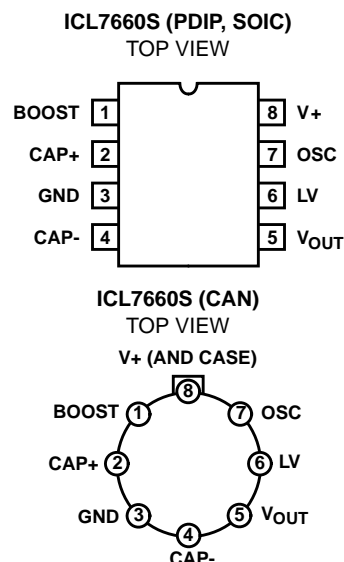 ICL7660S (PDIP, SOIC)
TOP VIEW
BOOST 1 8 V+
CAP+ 2 7 OSC
GND 3 6 LV
CAP- 4 5 VOUT
ICL7660S (CAN)
TOP VIEW
V+ (AND CASE)
8
BOOST 1 7 OSC
CAP+ 2 6 LV
GND 3 5 VOUT
4
CAP-